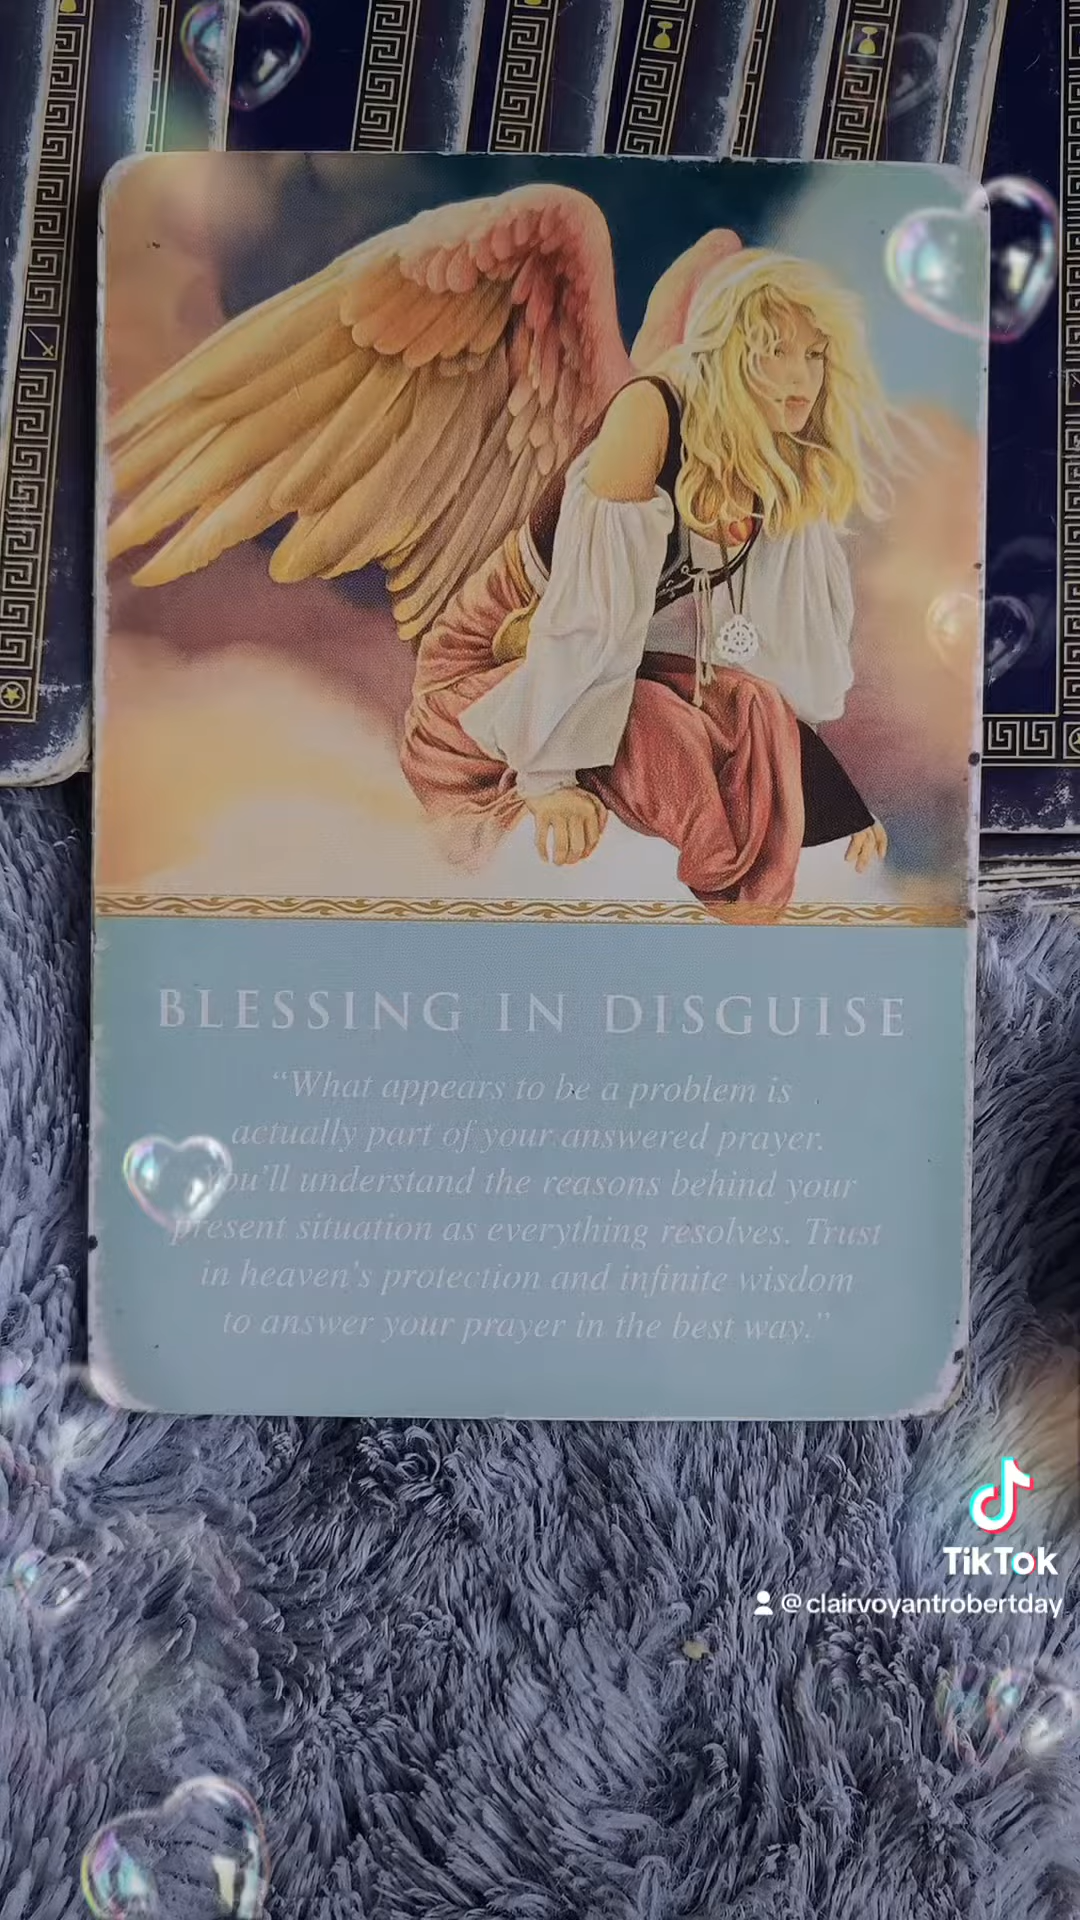 BLESSING IN DISGUISE
“What appears to be a problem is
actually part of your answered prayer.
You’ll understand the reasons behind your
present situation as everything resolves. Trust
in heaven’s protection and infinite wisdom
to answer your prayer in the best way.”
TikTok
@clairvoyantrobertday